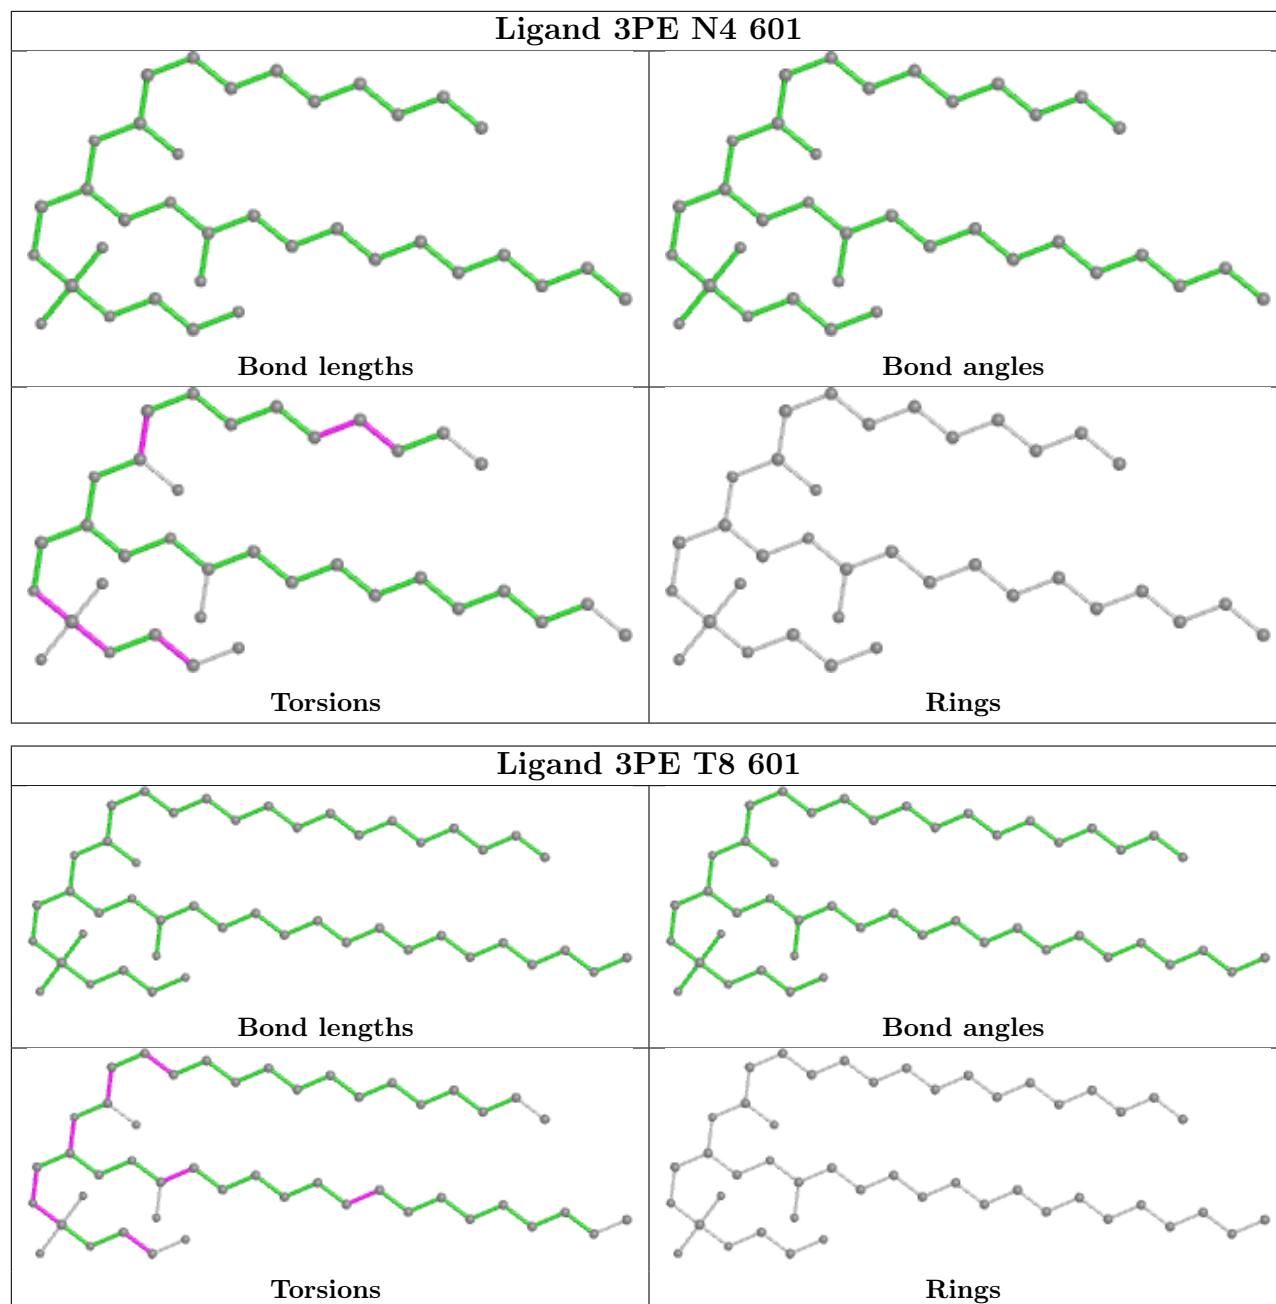 Ligand 3PE N4 601
Bond lengths
Bond angles
Torsions
Rings
Ligand 3PE T8 601
Bond lengths
Bond angles
Torsions
Rings